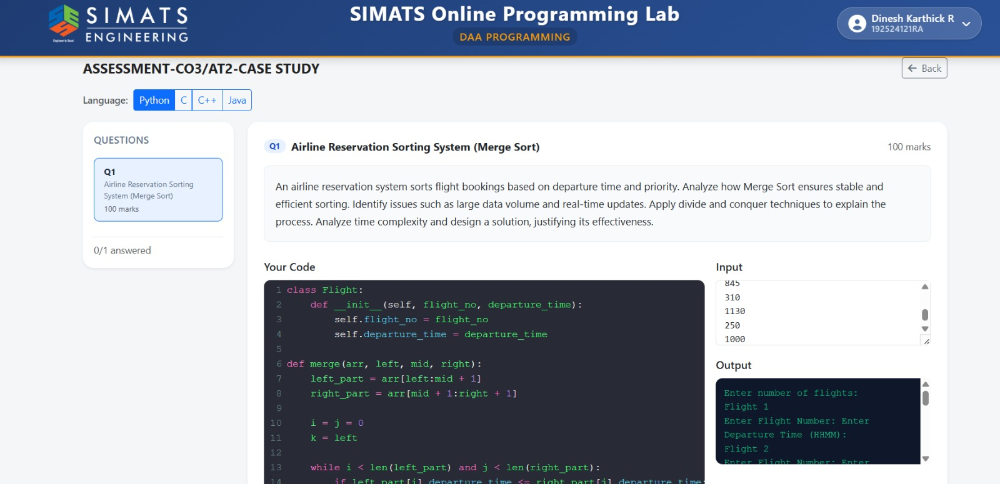 SIMATS
ENGINEERING
Engineer to Excel
SIMATS Online Programming Lab
DAA PROGRAMMING
Dinesh Karthick R
192524121RA
ASSESSMENT-CO3/AT2-CASE STUDY
← Back
Language: Python C C++ Java
QUESTIONS
Q1
Airline Reservation Sorting
System (Merge Sort)
100 marks
0/1 answered
Q1 Airline Reservation Sorting System (Merge Sort) 100 marks
An airline reservation system sorts flight bookings based on departure time and priority. Analyze how Merge Sort ensures stable and
efficient sorting. Identify issues such as large data volume and real-time updates. Apply divide and conquer techniques to explain the
process. Analyze time complexity and design a solution, justifying its effectiveness.
Your Code
1 class Flight:
2     def __init__(self, flight_no, departure_time):
3         self.flight_no = flight_no
4         self.departure_time = departure_time
5
6 def merge(arr, left, mid, right):
7     left_part = arr[left:mid + 1]
8     right_part = arr[mid + 1:right + 1]
9
10     i = j = 0
11     k = left
12
13     while i < len(left_part) and j < len(right_part):
14         if left_part[i].departure_time <= right_part[j].departure_time:
Input
845
310
1130
250
1000
Output
Enter number of flights:
Flight 1
Enter Flight Number: Enter
Departure Time (HHMM):
Flight 2
Enter Flight Number: Enter